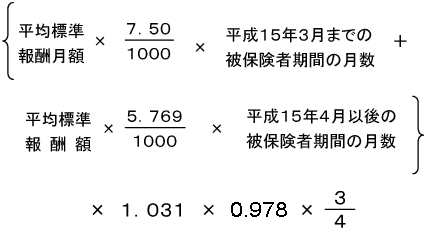 { 平均標準報酬月額 × 7.50/1000 × 平成15年3月までの被保険者期間の月数 +
平均標準報酬額 × 5.769/1000 × 平成15年4月以後の被保険者期間の月数 }
× 1.031 × 0.978 × 3/4